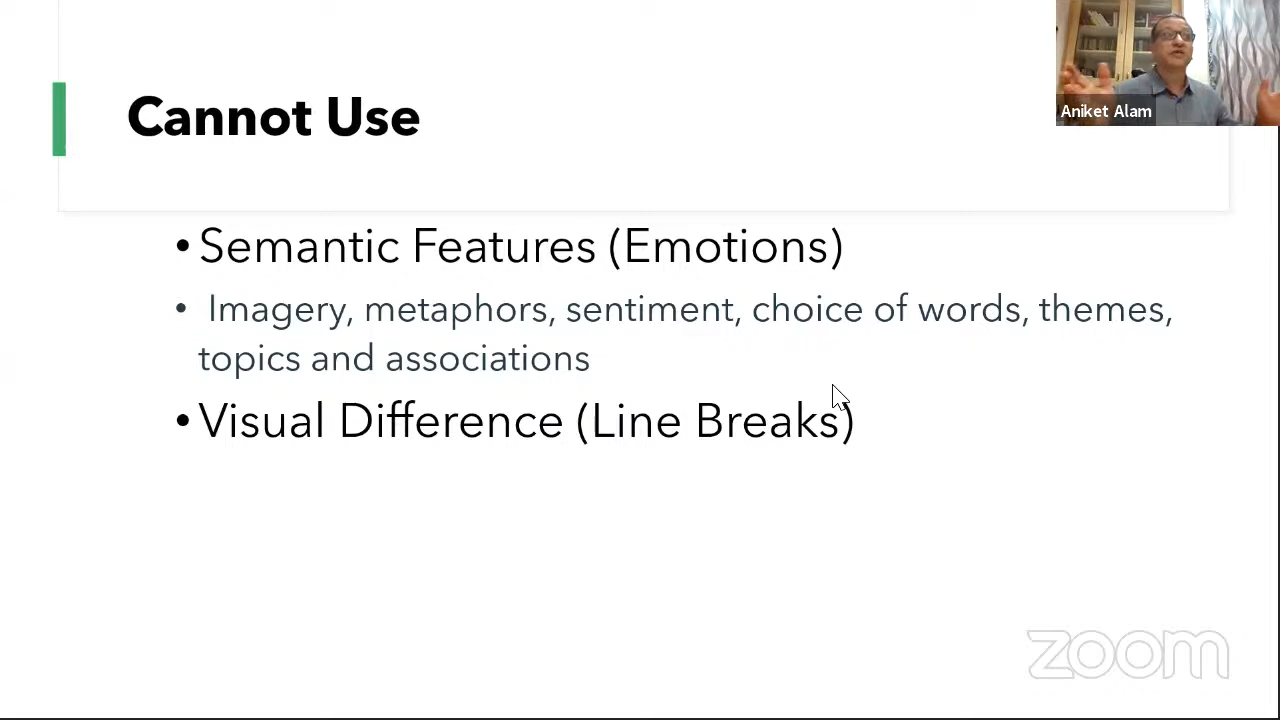 Aniket Alam
Cannot Use
• Semantic Features (Emotions)
• Imagery, metaphors, sentiment, choice of words, themes,
topics and associations
• Visual Difference (Line Breaks)
zoom